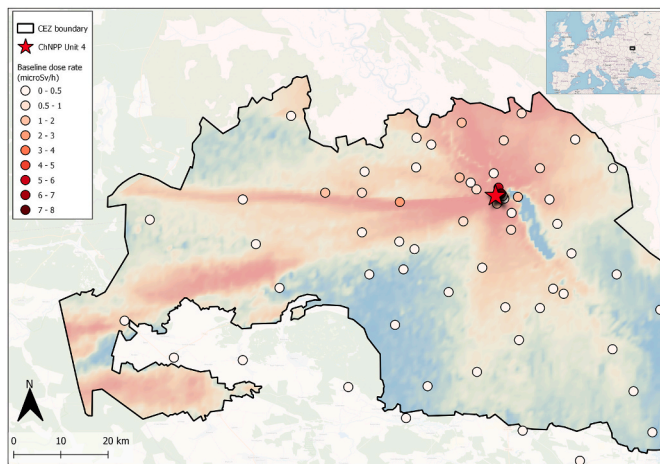 CEZ boundary
ChNPP Unit 4
Baseline dose rate
(microSv/h)
0 - 0.5
0.5 - 1
1 - 2
2 - 3
3 - 4
4 - 5
5 - 6
6 - 7
7 - 8
N
0 10 20 km